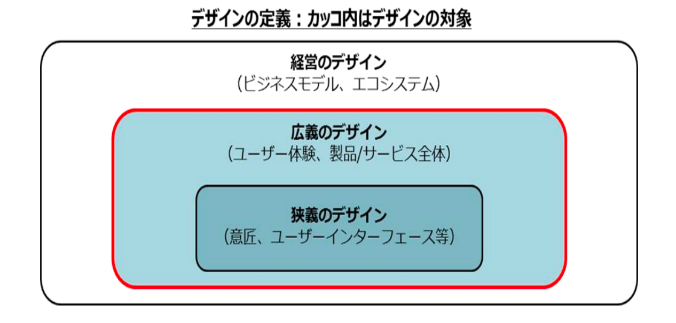 デザインの定義：カッコ内はデザインの対象
経営のデザイン
（ビジネスモデル、エコシステム）
広義のデザイン
（ユーザー体験、製品/サービス全体）
狭義のデザイン
（意匠、ユーザーインターフェース等）